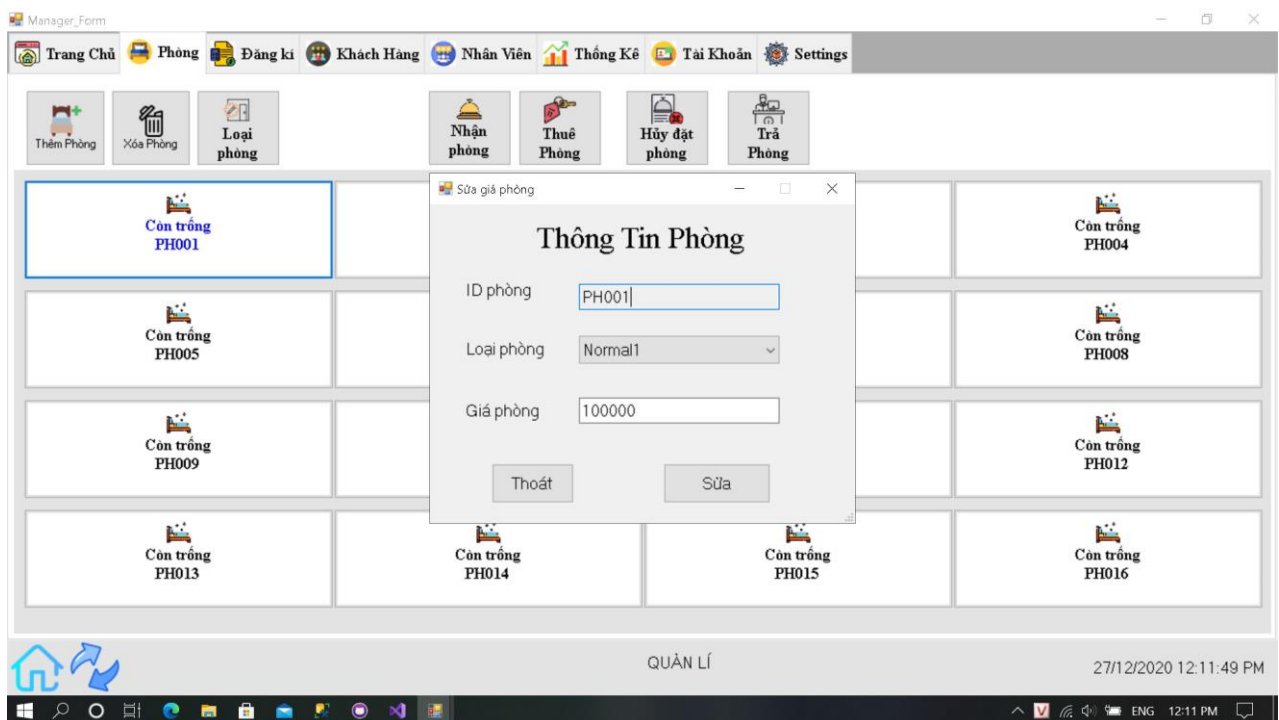 Manager_Form
Trang Chủ Phòng Đăng kí Khách Hàng Nhân Viên Thống Kê Tài Khoản Settings
Thêm Phòng
Xóa Phòng
Loại
phòng
Nhận
phòng
Thuê
Phòng
Hủy đặt
phòng
Trả
Phòng
Còn trống
PH001
Sửa giá phòng
Thông Tin Phòng
ID phòng PH001
Loại phòng Normal1
Giá phòng 100000
Thoát Sửa
Còn trống
PH004
Còn trống
PH005
Còn trống
PH008
Còn trống
PH009
Còn trống
PH012
Còn trống
PH013
Còn trống
PH014
Còn trống
PH015
Còn trống
PH016
QUẢN LÍ
27/12/2020 12:11:49 PM
ENG 12:11 PM